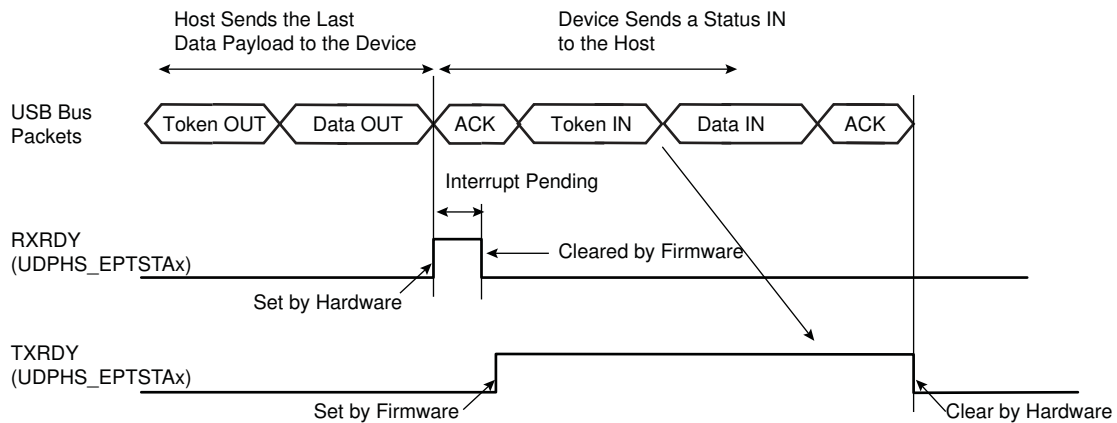 Host Sends the Last
Data Payload to the Device
Device Sends a Status IN
to the Host
USB Bus
Packets
Token OUT
Data OUT
ACK
Token IN
Data IN
ACK
Interrupt Pending
RXRDY
(UDPHS_EPTSTAx)
Cleared by Firmware
Set by Hardware
TXRDY
(UDPHS_EPTSTAx)
Set by Firmware
Clear by Hardware